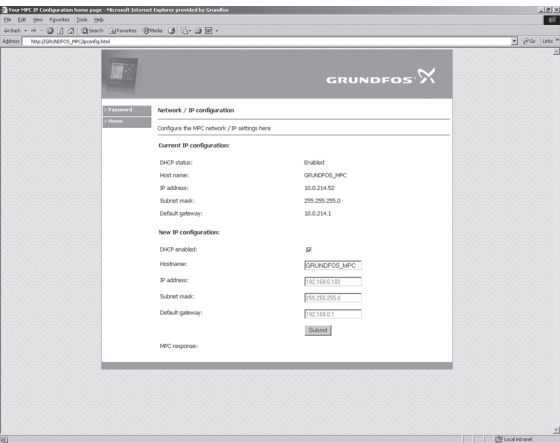 Your MPC IP Configuration home page - Microsoft Internet Explorer provided by Grundfos
File Edit View Favorites Tools Help
Back Search Favorites Media
Address http://GRUNDFOS_MPC/ipconfig.html Go Links »
GRUNDFOS
> Password
> Home
Network / IP configuration
Configure the MPC network / IP settings here
Current IP configuration:
DHCP status: Enabled
Host name: GRUNDFOS_MPC
IP address: 10.0.214.52
Subnet mask: 255.255.255.0
Default gateway: 10.0.214.1
New IP configuration:
DHCP enabled:
Hostname: GRUNDFOS_MPC
IP address: 192.168.0.102
Subnet mask: 255.255.255.0
Default gateway: 192.168.0.1
Submit
MPC response:
Local intranet